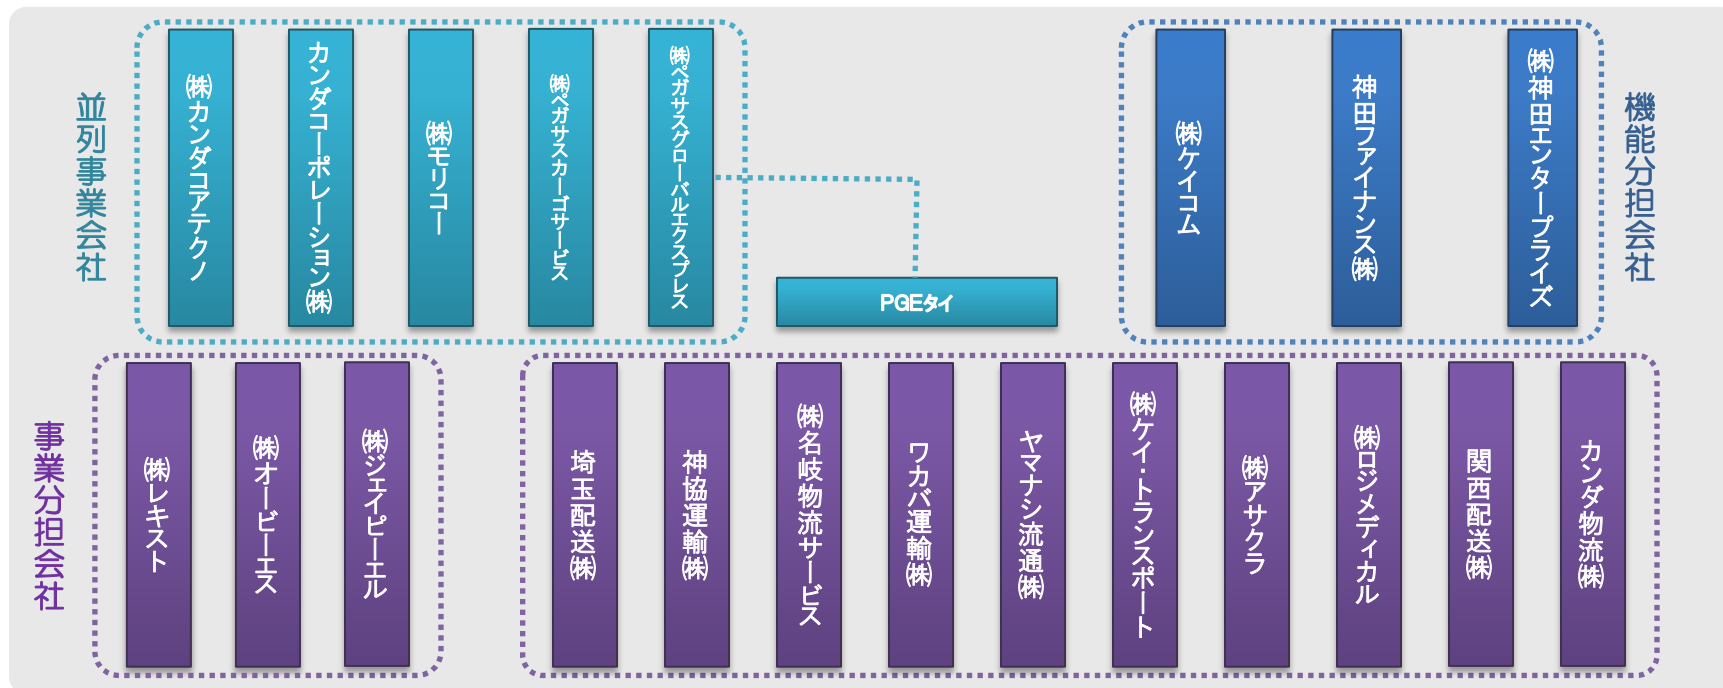 並列事業会社
㈱カンダコアテクノ
カンダコーポレーション㈱
㈱モリコー
㈱ペガサスカーゴサービス
㈱ペガサスグローバルエクスプレス
PGEタイ
㈱ケイコム
神田ファイナンス㈱
㈱神田エンタープライズ
機能分担会社
事業分担会社
㈱レキスト
㈱オービーエス
㈱ジェイピーエル
埼玉配送㈱
神協運輸㈱
㈱名岐物流サービス
ワカバ運輸㈱
ヤマナシ流通㈱
㈱ケイ・トランスポート
㈱アサクラ
㈱ロジメディカル
関西配送㈱
カンダ物流㈱